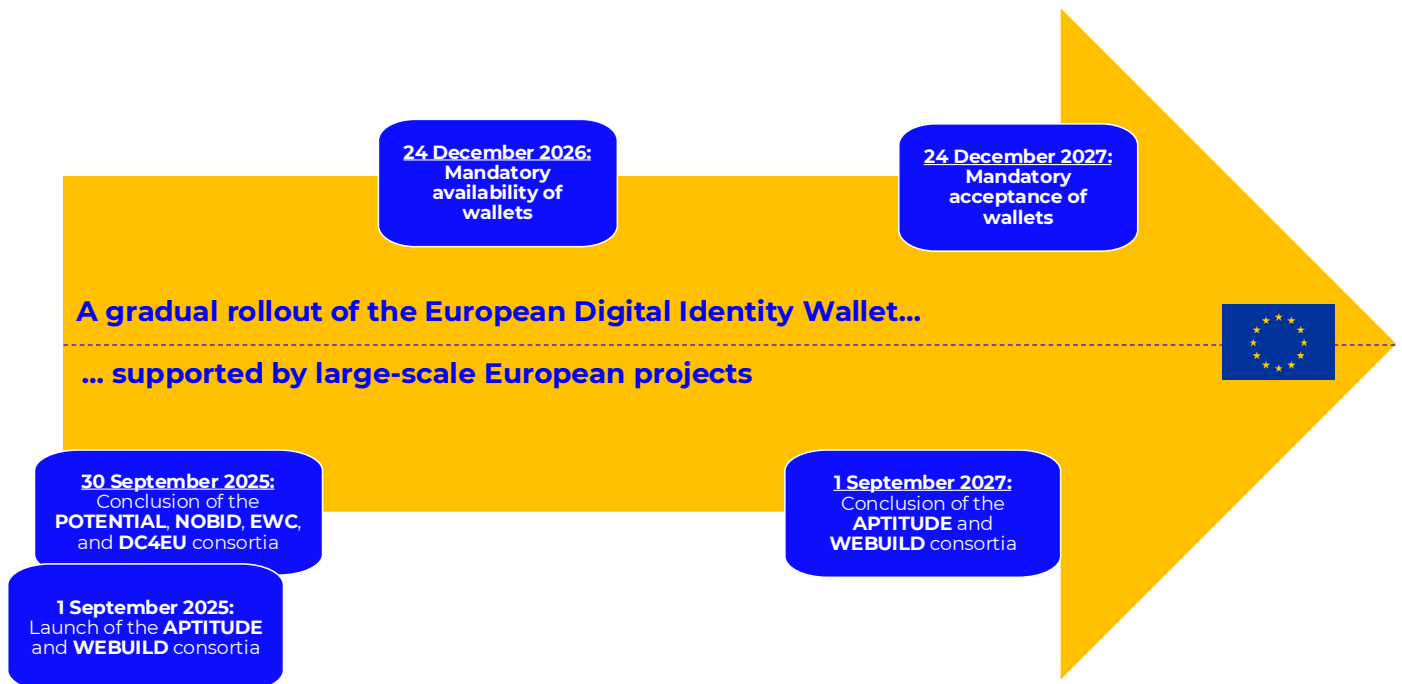 24 December 2026:
Mandatory
availability of
wallets
24 December 2027:
Mandatory
acceptance of
wallets
A gradual rollout of the European Digital Identity Wallet...
... supported by large-scale European projects
30 September 2025:
Conclusion of the
POTENTIAL, NOBID, EWC,
and DC4EU consortia
1 September 2025:
Launch of the APTITUDE
and WEBUILD consortia
1 September 2027:
Conclusion of the
APTITUDE and
WEBUILD consortia